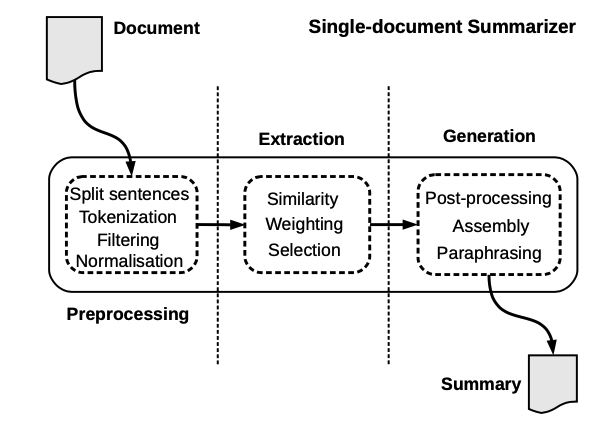 Document
Single-document Summarizer
Extraction
Generation
Split sentences
Tokenization
Filtering
Normalisation
Similarity
Weighting
Selection
Post-processing
Assembly
Paraphrasing
Preprocessing
Summary